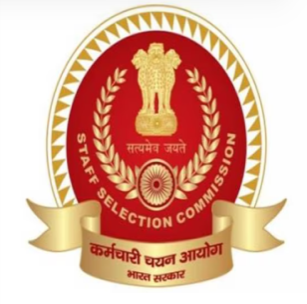 सत्यमेव जयते
STAFF SELECTION COMMISSION
कर्मचारी चयन आयोग
भारत सरकार